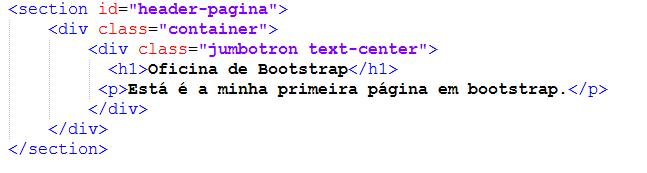 <section id="header-pagina">
<div class="container">
<div class="jumbotron text-center">
<h1>Oficina de Bootstrap</h1>
<p>Está é a minha primeira página em bootstrap.</p>
</div>
</div>
</section>